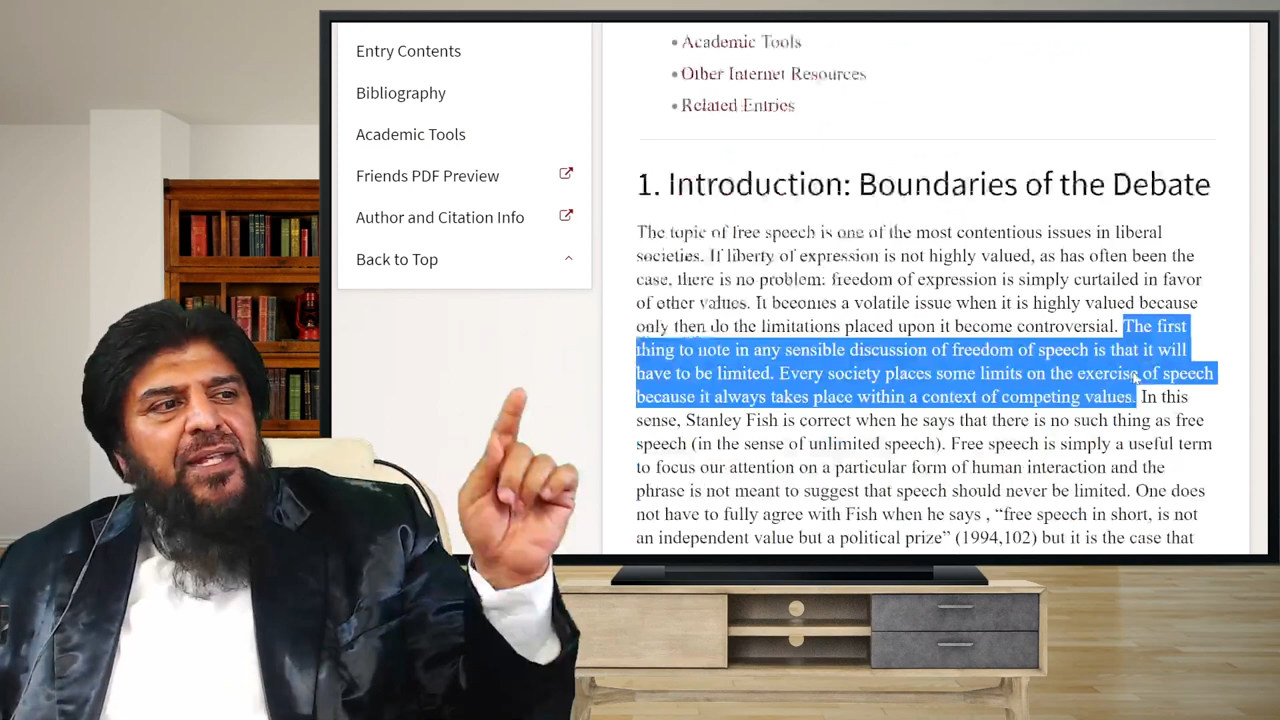 Entry Contents
Bibliography
Academic Tools
Friends PDF Preview
Author and Citation Info
Back to Top
Academic Tools
Other Internet Resources
Related Entries
1. Introduction: Boundaries of the Debate
The topic of free speech is one of the most contentious issues in liberal
societies. If liberty of expression is not highly valued, as has often been the
case, there is no problem: freedom of expression is simply curtailed in favor
of other values. It becomes a volatile issue when it is highly valued because
only then do the limitations placed upon it become controversial. The first
thing to note in any sensible discussion of freedom of speech is that it will
have to be limited. Every society places some limits on the exercise of speech
because it always takes place within a context of competing values. In this
sense, Stanley Fish is correct when he says that there is no such thing as free
speech (in the sense of unlimited speech). Free speech is simply a useful term
to focus our attention on a particular form of human interaction and the
phrase is not meant to suggest that speech should never be limited. One does
not have to fully agree with Fish when he says , “free speech in short, is not
an independent value but a political prize” (1994,102) but it is the case that